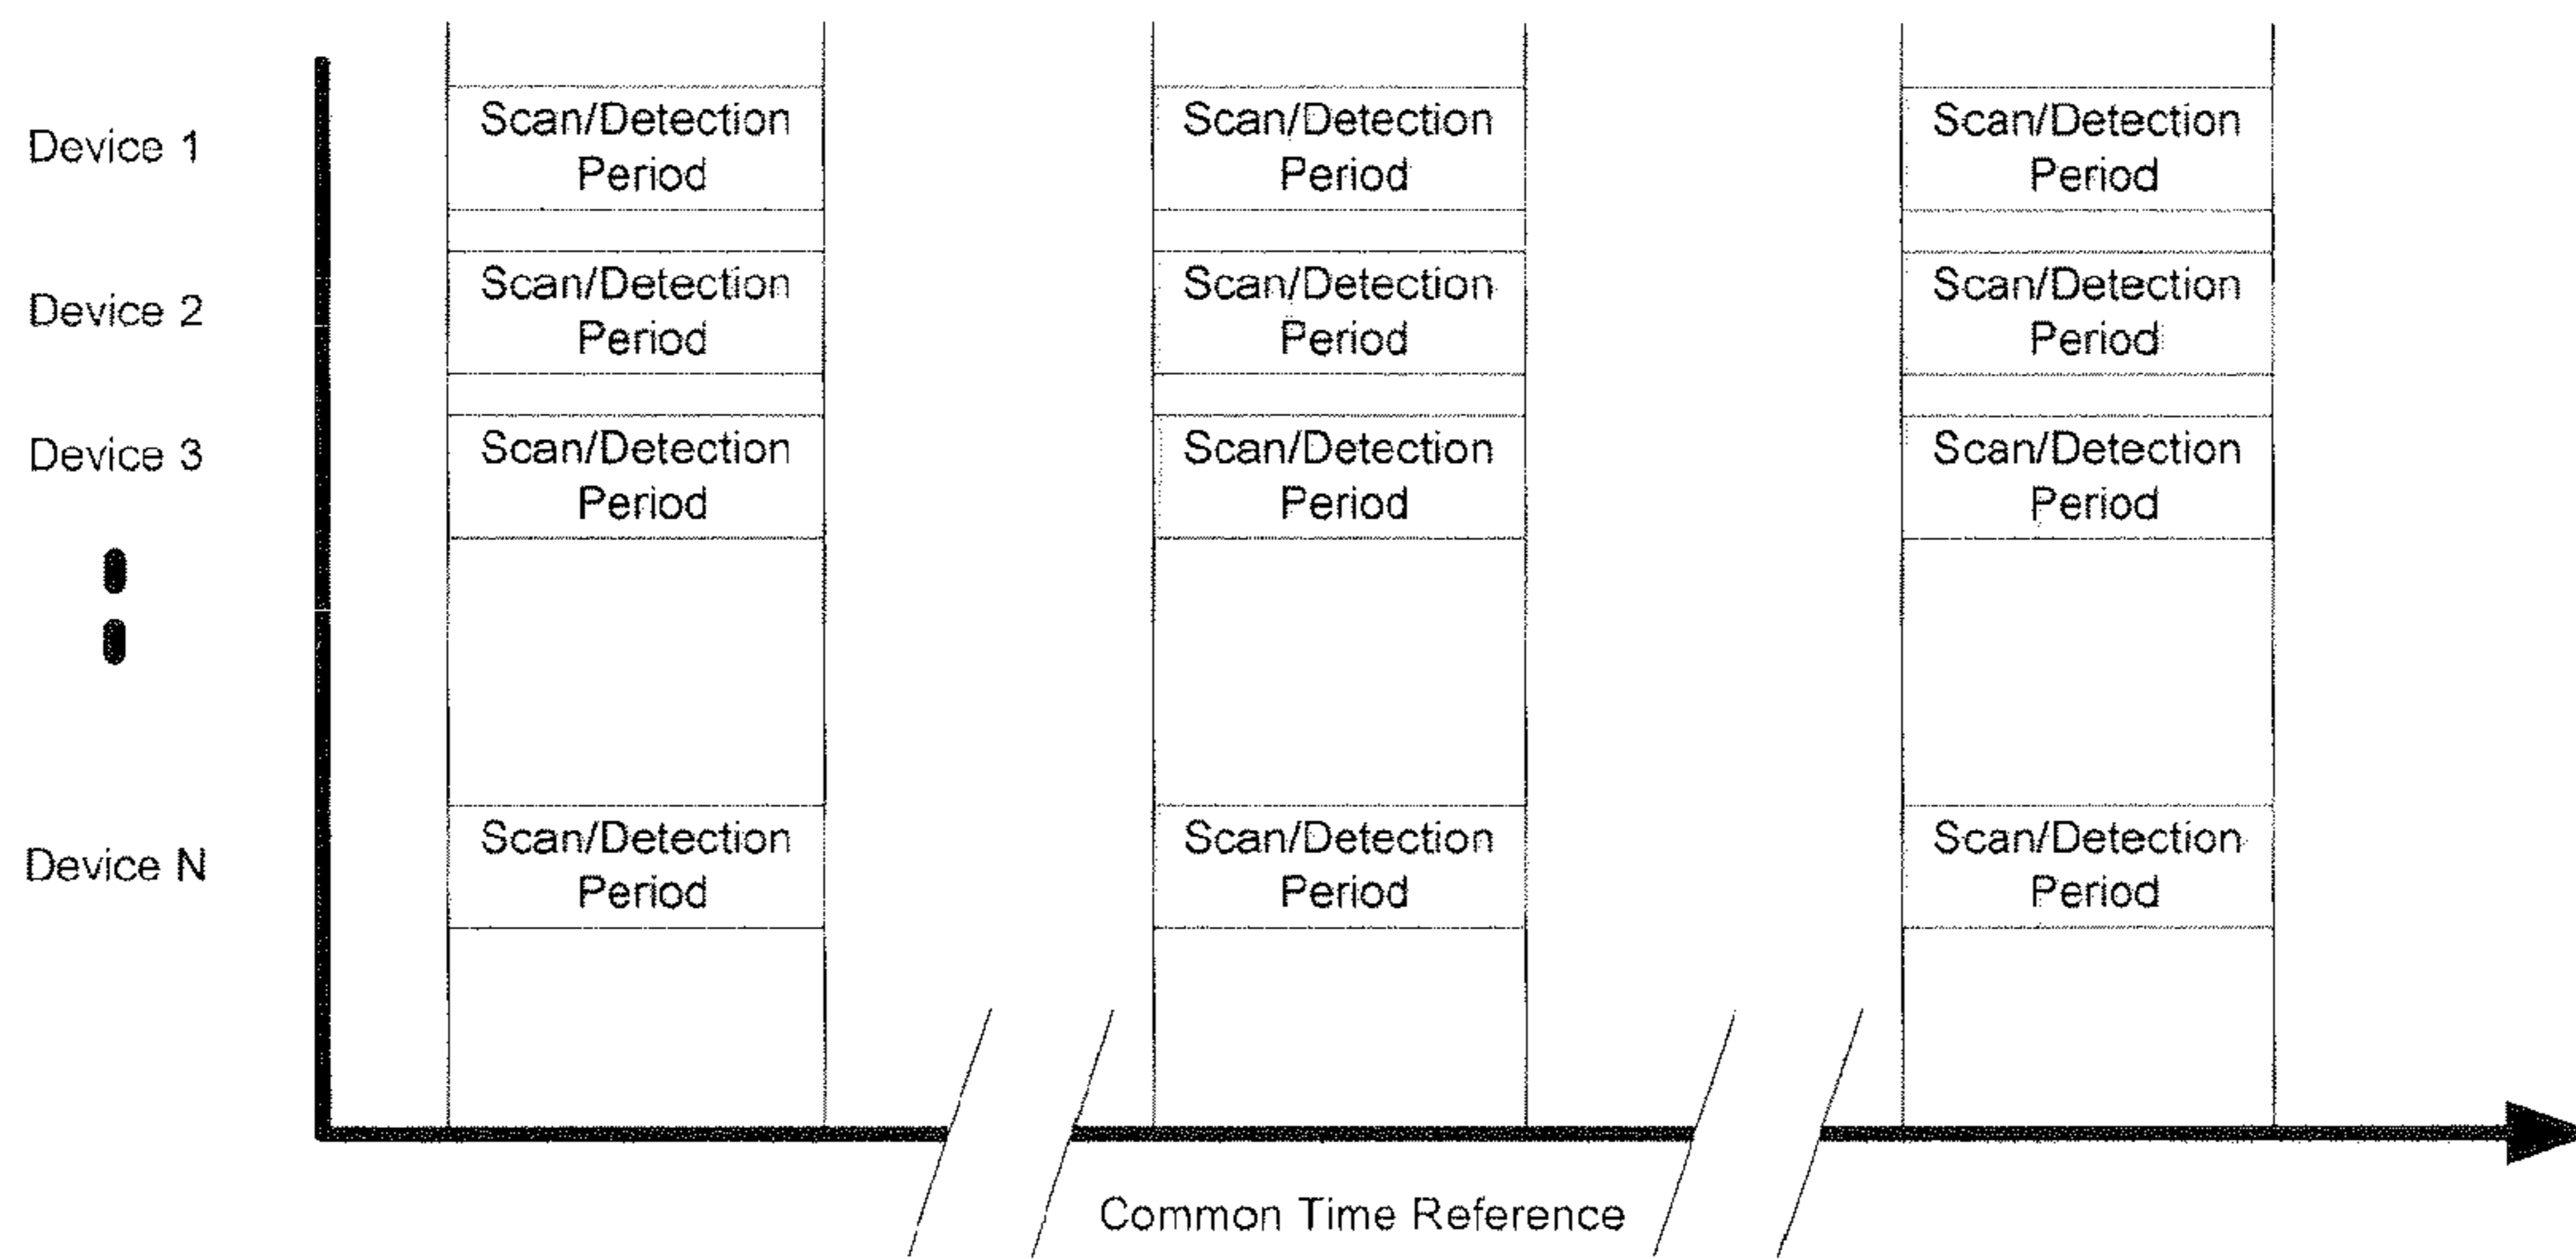 Device 1
Scan/Detection
Period
Scan/Detection
Period
Scan/Detection
Period
Device 2
Scan/Detection
Period
Scan/Detection
Period
Scan/Detection
Period
Device 3
Scan/Detection
Period
Scan/Detection
Period
Scan/Detection
Period
Device N
Scan/Detection
Period
Scan/Detection
Period
Scan/Detection
Period
Common Time Reference